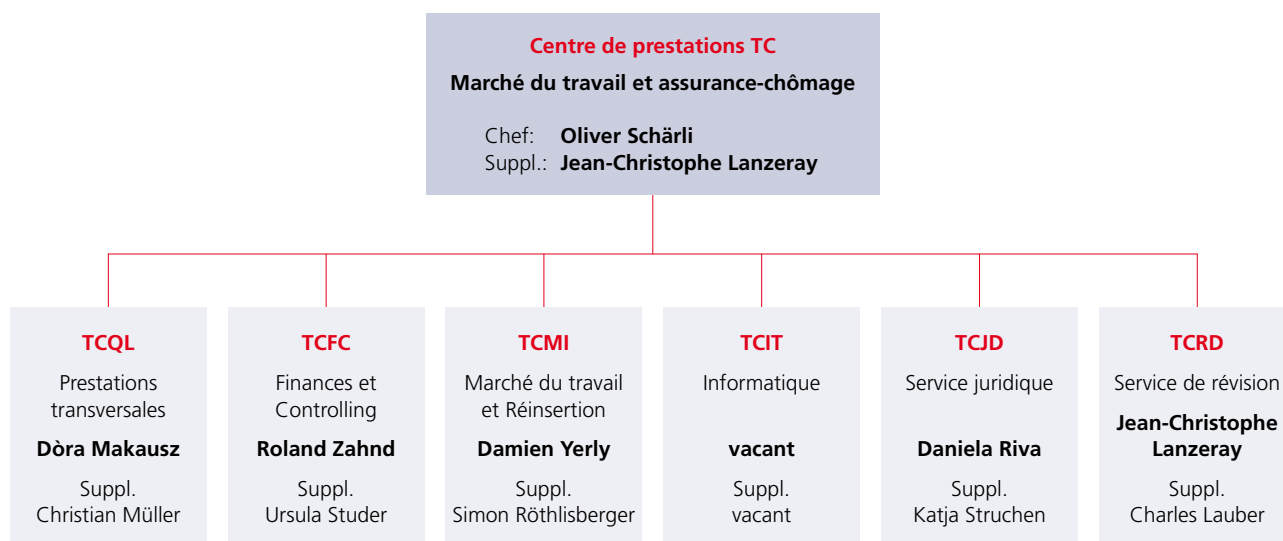 Centre de prestations TC
Marché du travail et assurance-chômage
Chef: Oliver Schärli
Suppl.: Jean-Christophe Lanzeray
TCQL
Prestations
transversales
Dòra Makausz
Suppl.
Christian Müller
TCFC
Finances et
Controlling
Roland Zahnd
Suppl.
Ursula Studer
TCMI
Marché du travail
et Réinsertion
Damien Yerly
Suppl.
Simon Röthlisberger
TCIT
Informatique
vacant
Suppl.
vacant
TCJD
Service juridique
Daniela Riva
Suppl.
Katja Struchen
TCRD
Service de révision
Jean-Christophe
Lanzeray
Suppl.
Charles Lauber